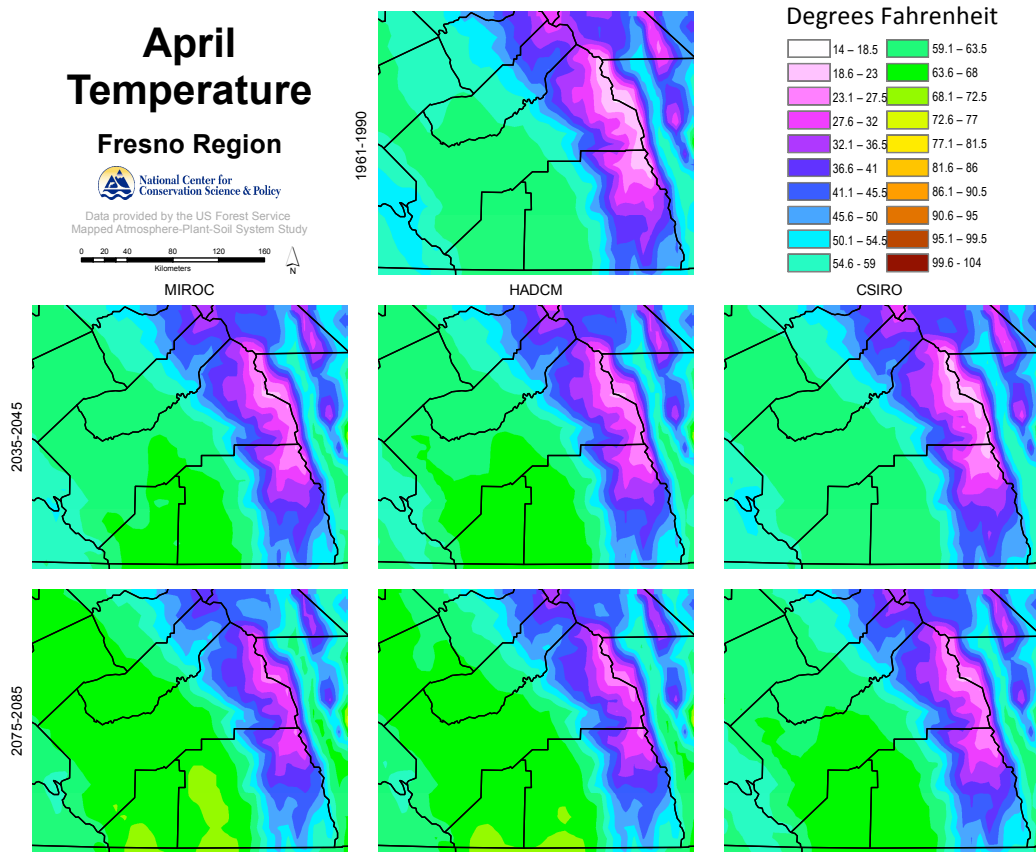 April
Temperature
Fresno Region
National Center for
Conservation Science & Policy
Data provided by the US Forest Service
Mapped Atmosphere-Plant-Soil System Study
0 20 40 80 120 160
Kilometers
N
1961-1990
Degrees Fahrenheit
14 – 18.5
18.6 – 23
23.1 – 27.5
27.6 – 32
32.1 – 36.5
36.6 – 41
41.1 – 45.5
45.6 – 50
50.1 – 54.5
54.6 – 59
59.1 – 63.5
63.6 – 68
68.1 – 72.5
72.6 – 77
77.1 – 81.5
81.6 – 86
86.1 – 90.5
90.6 – 95
95.1 – 99.5
99.6 - 104
MIROC
HADCM
CSIRO
2035-2045
2075-2085